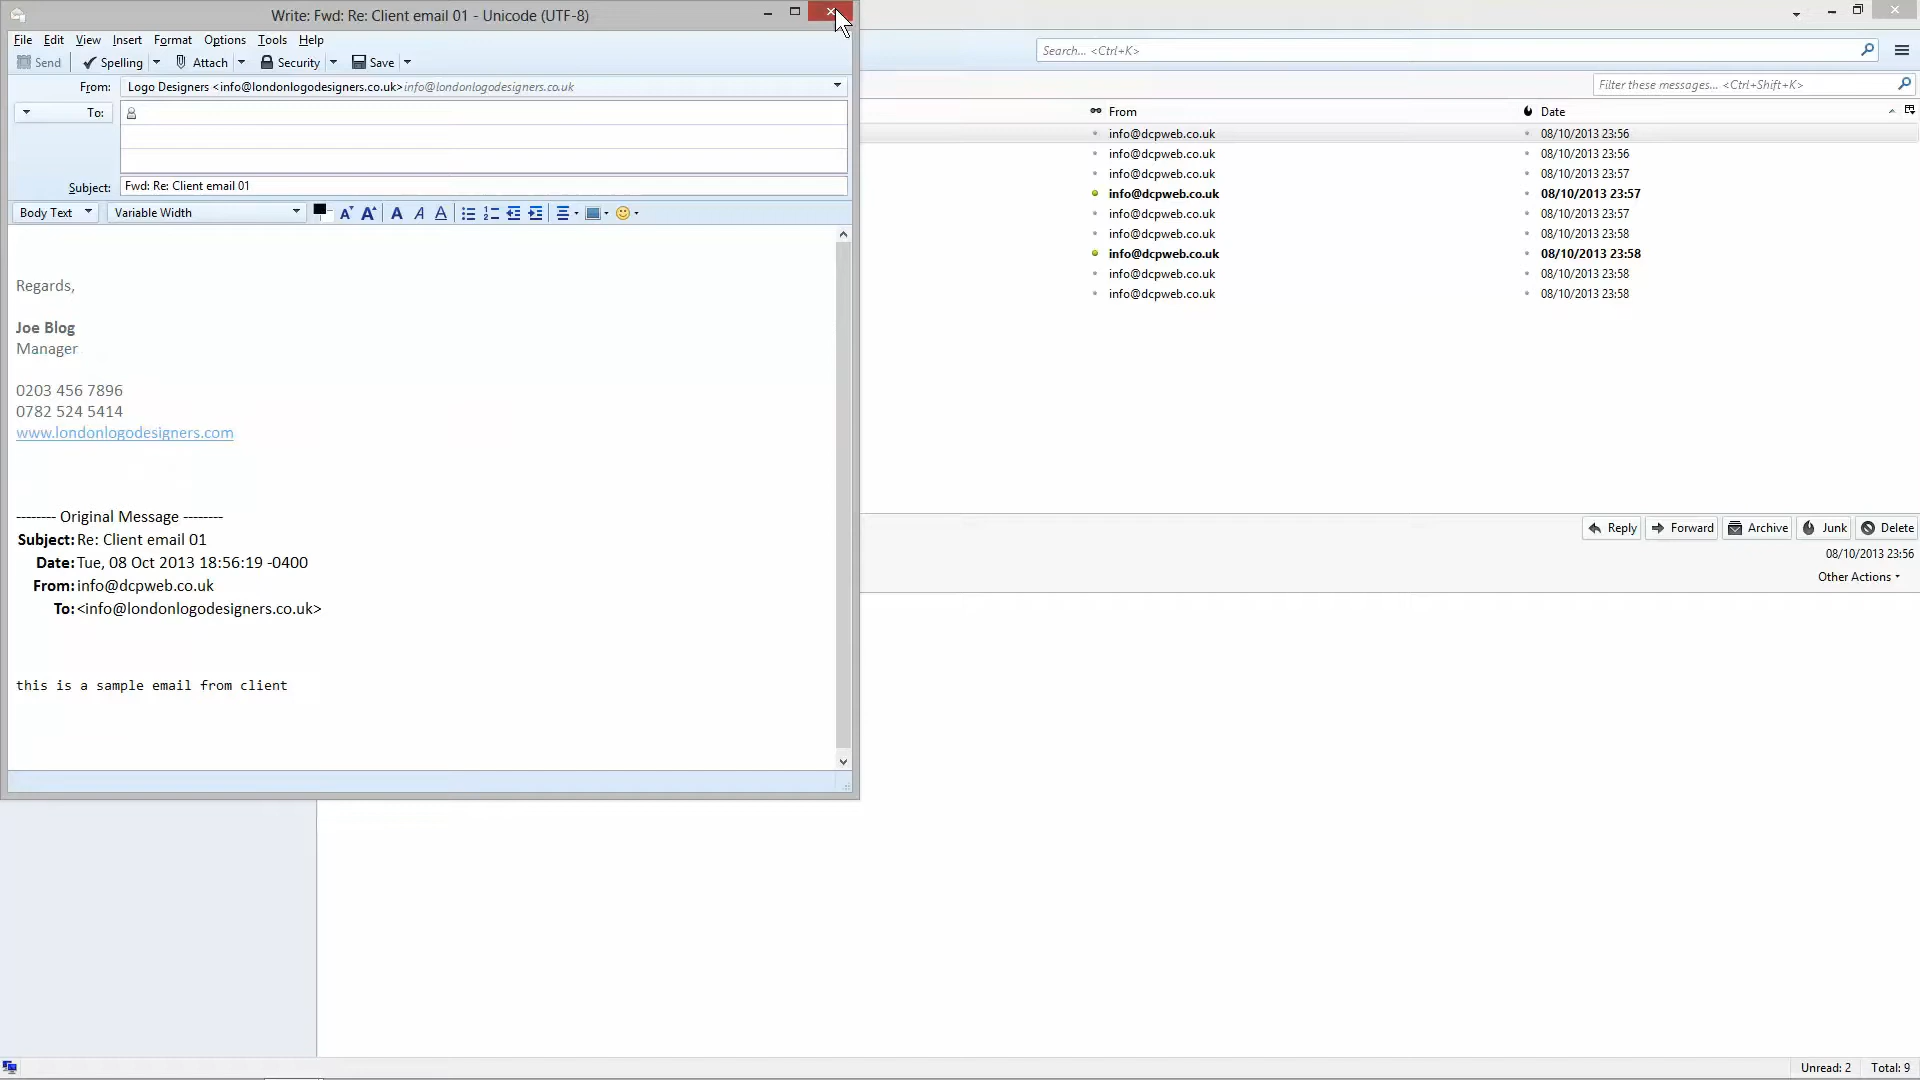 Write: Fwd: Re: Client email 01 - Unicode (UTF-8)
File Edit View Insert Format Options Tools Help
Send Spelling Attach Security Save
From: Logo Designers <info@londonlogodesigners.co.uk> info@londonlogodesigners.co.uk
To:
Subject: Fwd: Re: Client email 01
Body Text Variable Width
Regards,
Joe Blog
Manager
0203 456 7896
0782 524 5414
www.londonlogodesigners.com
-------- Original Message --------
Subject: Re: Client email 01
Date: Tue, 08 Oct 2013 18:56:19 -0400
From: info@dcpweb.co.uk
To: <info@londonlogodesigners.co.uk>
this is a sample email from client
Search... <Ctrl+K>
Filter these messages... <Ctrl+Shift+K>
From Date
info@dcpweb.co.uk 08/10/2013 23:56
info@dcpweb.co.uk 08/10/2013 23:56
info@dcpweb.co.uk 08/10/2013 23:57
info@dcpweb.co.uk 08/10/2013 23:57
info@dcpweb.co.uk 08/10/2013 23:57
info@dcpweb.co.uk 08/10/2013 23:58
info@dcpweb.co.uk 08/10/2013 23:58
info@dcpweb.co.uk 08/10/2013 23:58
info@dcpweb.co.uk 08/10/2013 23:58
Reply Forward Archive Junk Delete
08/10/2013 23:56
Other Actions
Unread: 2 Total: 9